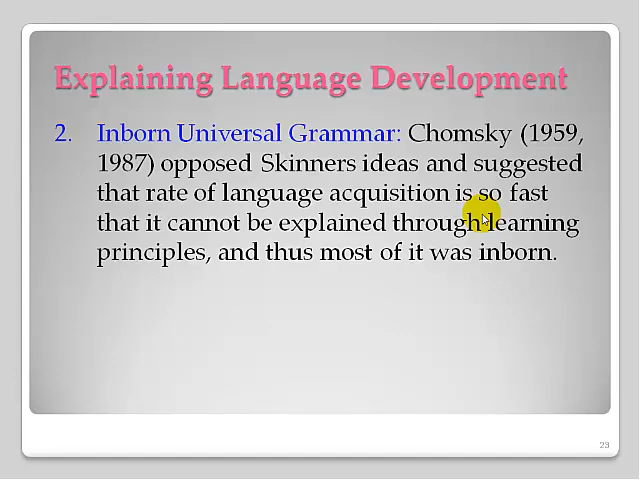 Explaining Language Development
2. Inborn Universal Grammar: Chomsky (1959,
1987) opposed Skinners ideas and suggested
that rate of language acquisition is so fast
that it cannot be explained through learning
principles, and thus most of it was inborn.
23